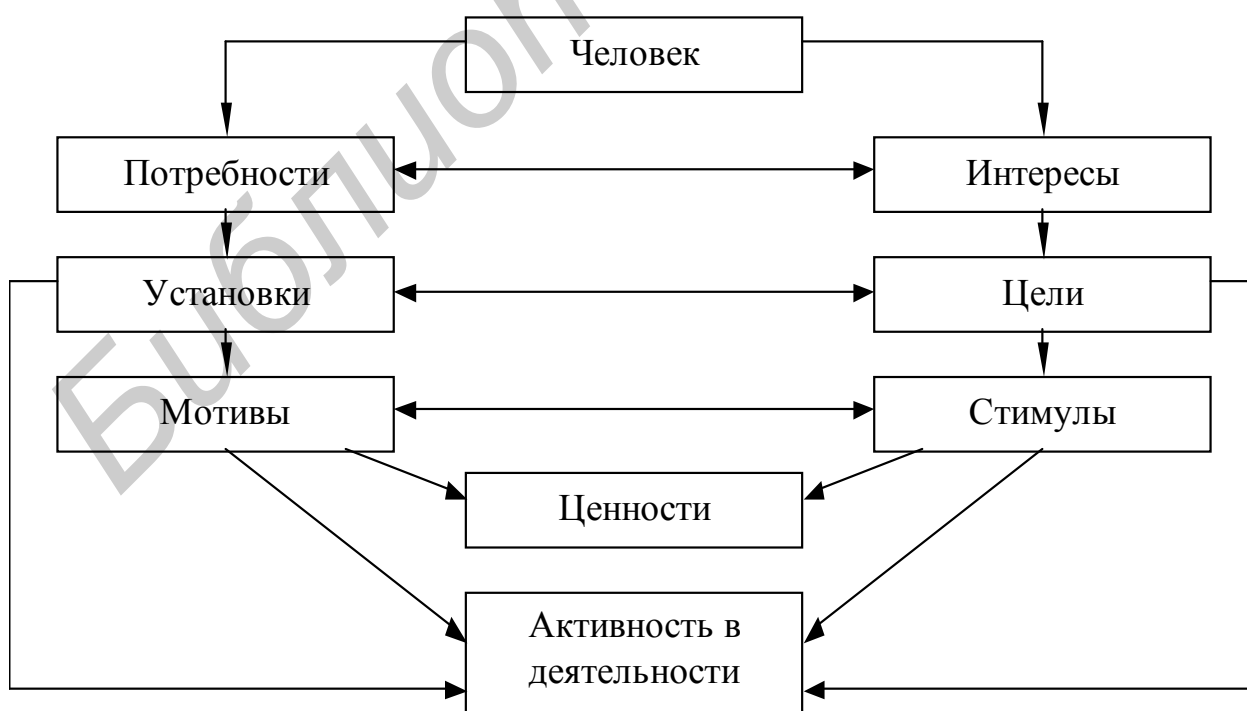 Человек
Потребности
Интересы
Установки
Цели
Мотивы
Стимулы
Ценности
Активность в
деятельности